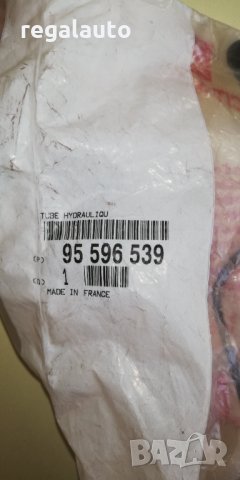 regalauto
TUBE HYDRAULIQU
(P) 95 596 539
1
MADE IN FRANCE
BAZAR